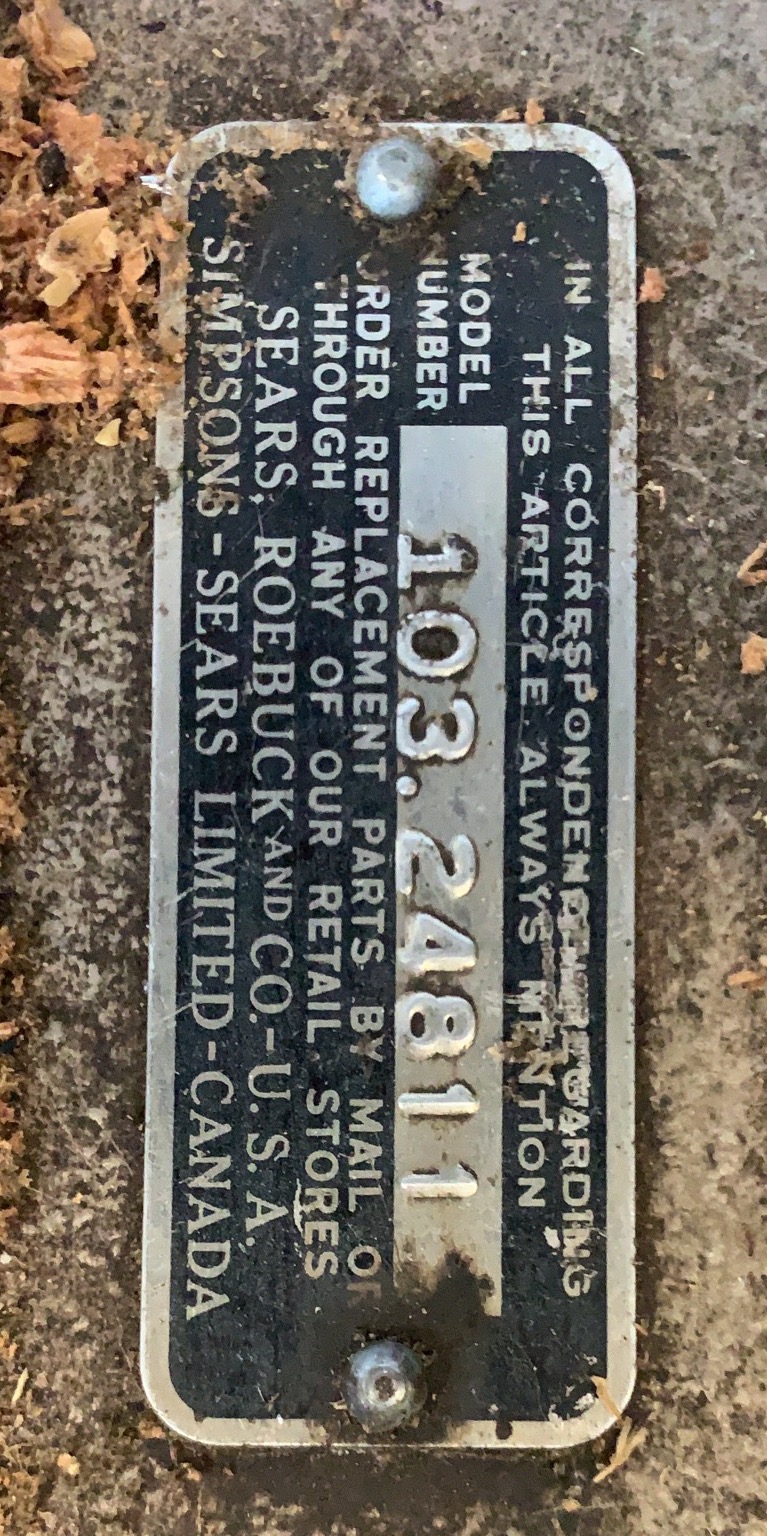 IN ALL CORRESPONDENCE REGARDING
THIS ARTICLE ALWAYS MENTION
MODEL
NUMBER
103.24811
ORDER REPLACEMENT PARTS BY MAIL OR
THROUGH ANY OF OUR RETAIL STORES
SEARS, ROEBUCK AND CO.-U.S.A.
SIMPSONS-SEARS LIMITED-CANADA